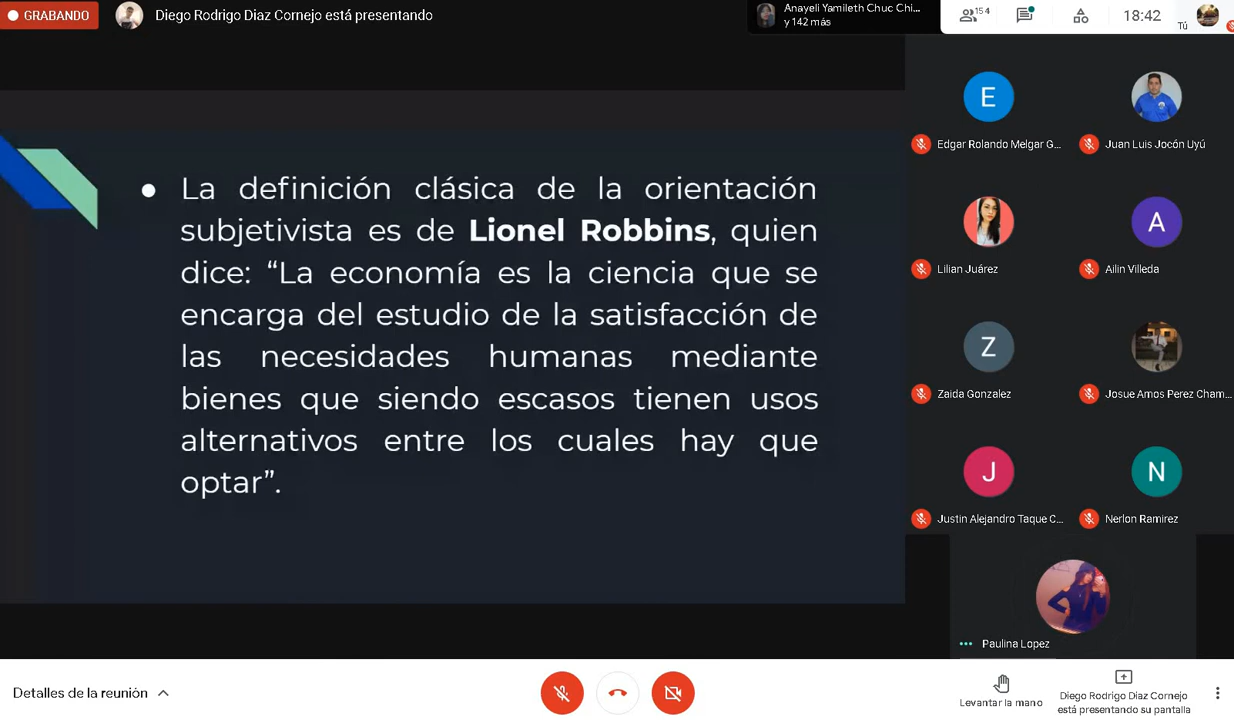 GRABANDO
Diego Rodrigo Diaz Cornejo está presentando
Anayeli Yamileth Chuc Chi...
y 142 más
154
18:42
Tú
La definición clásica de la orientación
subjetivista es de Lionel Robbins, quien
dice: “La economía es la ciencia que se
encarga del estudio de la satisfacción de
las necesidades humanas mediante
bienes que siendo escasos tienen usos
alternativos entre los cuales hay que
optar”.
E
Edgar Rolando Melgar G...
Juan Luis Jocón Uyú
Lilian Juárez
A
Ailin Villeda
Z
Zaida Gonzalez
Josue Amos Perez Cham...
J
Justin Alejandro Taque C...
N
Nerlon Ramirez
Paulina Lopez
Detalles de la reunión
Levantar la mano
Diego Rodrigo Diaz Cornejo
está presentando su pantalla